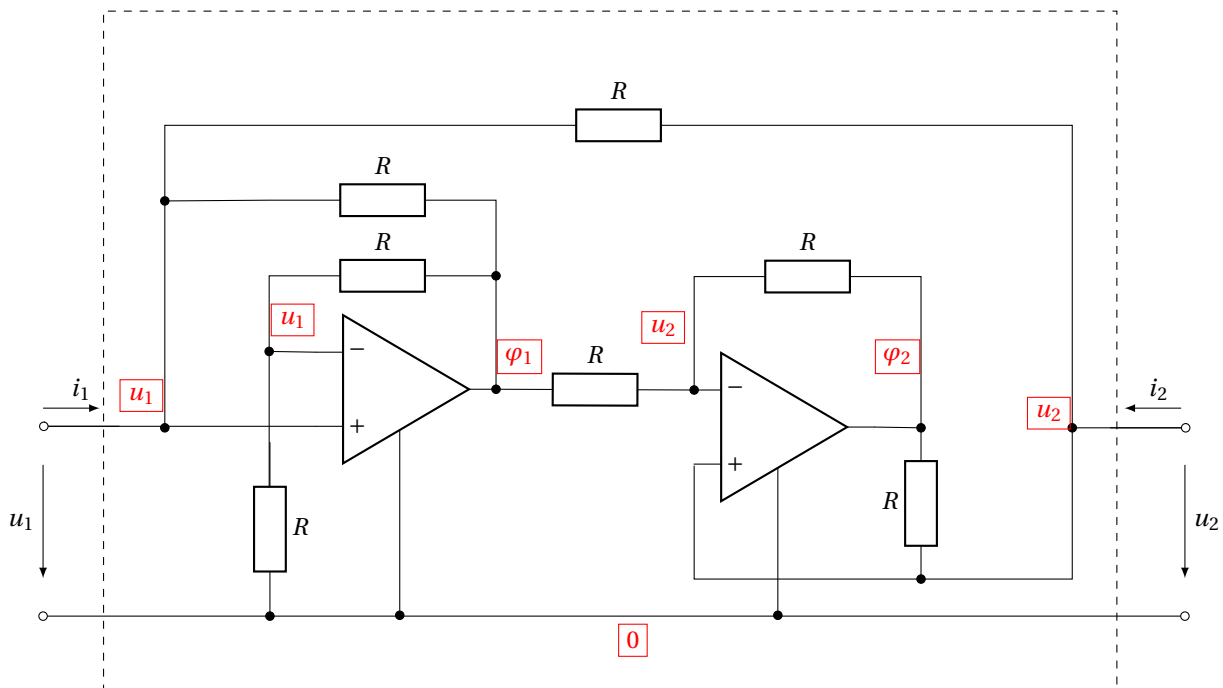 R
R
R
R
u₁
u₂
φ₁
R
φ₂
−
i₁
u₁
−
u₂
i₂
+
+
u₁
R
R
u₂
0